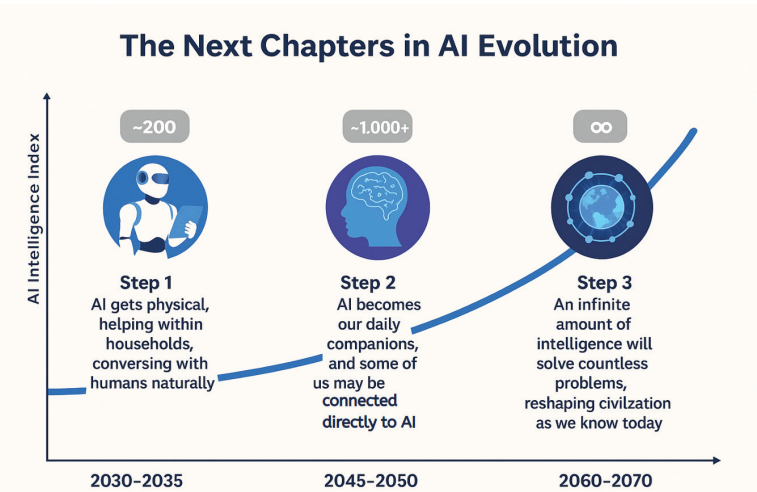 The Next Chapters in AI Evolution
AI Intelligence Index
~200
Step 1
AI gets physical,
helping within
households,
conversing with
humans naturally
2030–2035
~1.000+
Step 2
AI becomes
our daily
companions,
and some of
us may be
connected
directly to AI
2045–2050
∞
Step 3
An infinite
amount of
intelligence will
solve countless
problems,
reshaping civilzation
as we know today
2060–2070